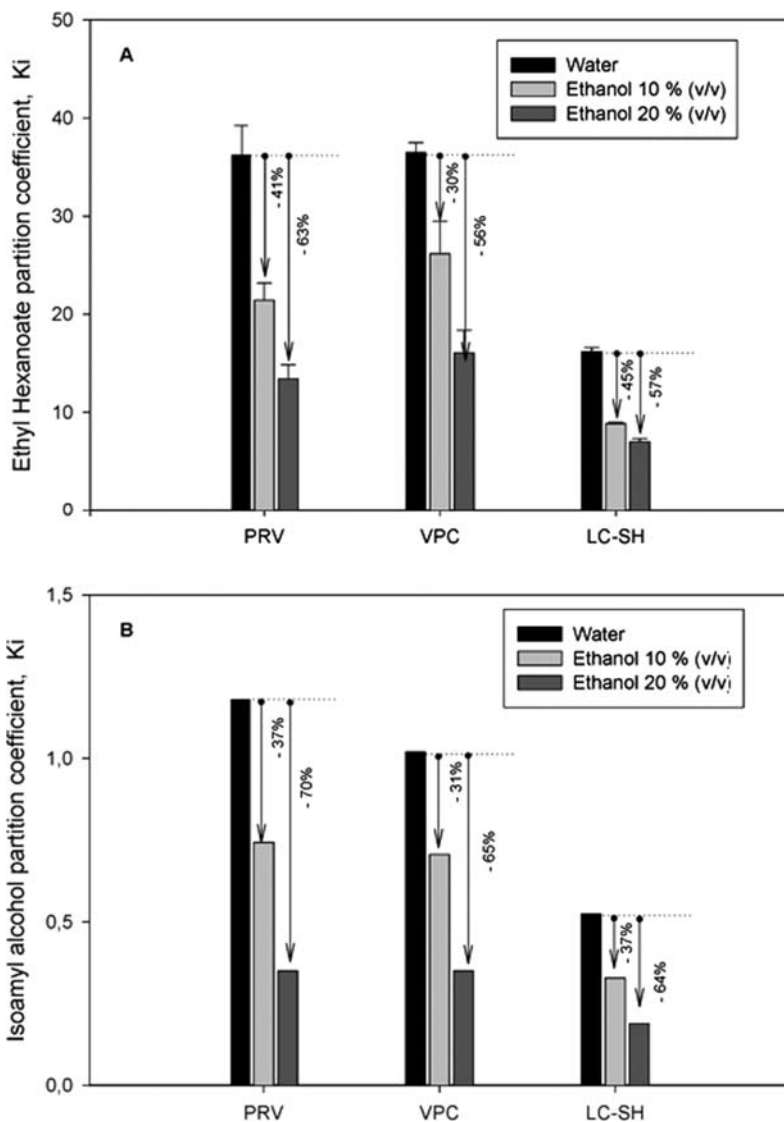 50
40
30
20
10
0
Ethyl Hexanoate partition coefficient, Ki
A
Water
Ethanol 10 % (v/v)
Ethanol 20 % (v/v)
- 41%
- 63%
- 30%
- 56%
- 45%
- 57%
PRV VPC LC-SH
1,5
1,0
0,5
0,0
Isoamyl alcohol partition coefficient, Ki
B
Water
Ethanol 10 % (v/v)
Ethanol 20 % (v/v)
- 37%
- 70%
- 31%
- 65%
- 37%
- 64%
PRV VPC LC-SH